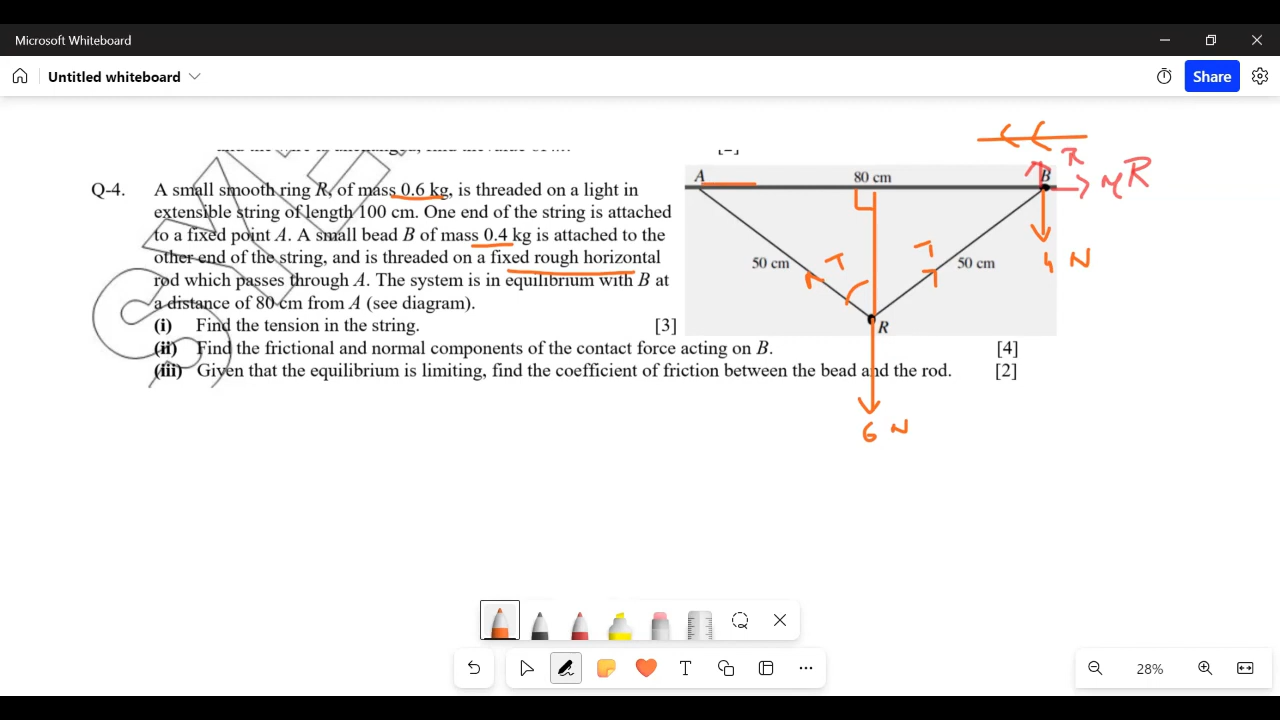 Microsoft Whiteboard
Untitled whiteboard
Share
Q-4. A small smooth ring R, of mass 0.6 kg, is threaded on a light in
extensible string of length 100 cm. One end of the string is attached
to a fixed point A. A small bead B of mass 0.4 kg is attached to the
other end of the string, and is threaded on a fixed rough horizontal
rod which passes through A. The system is in equilibrium with B at
a distance of 80 cm from A (see diagram).
(i) Find the tension in the string. [3]
(ii) Find the frictional and normal components of the contact force acting on B. [4]
(iii) Given that the equilibrium is limiting, find the coefficient of friction between the bead and the rod. [2]
A 80 cm B
R
μR
50 cm T T 50 cm
4 N
R
6 N
T
28%